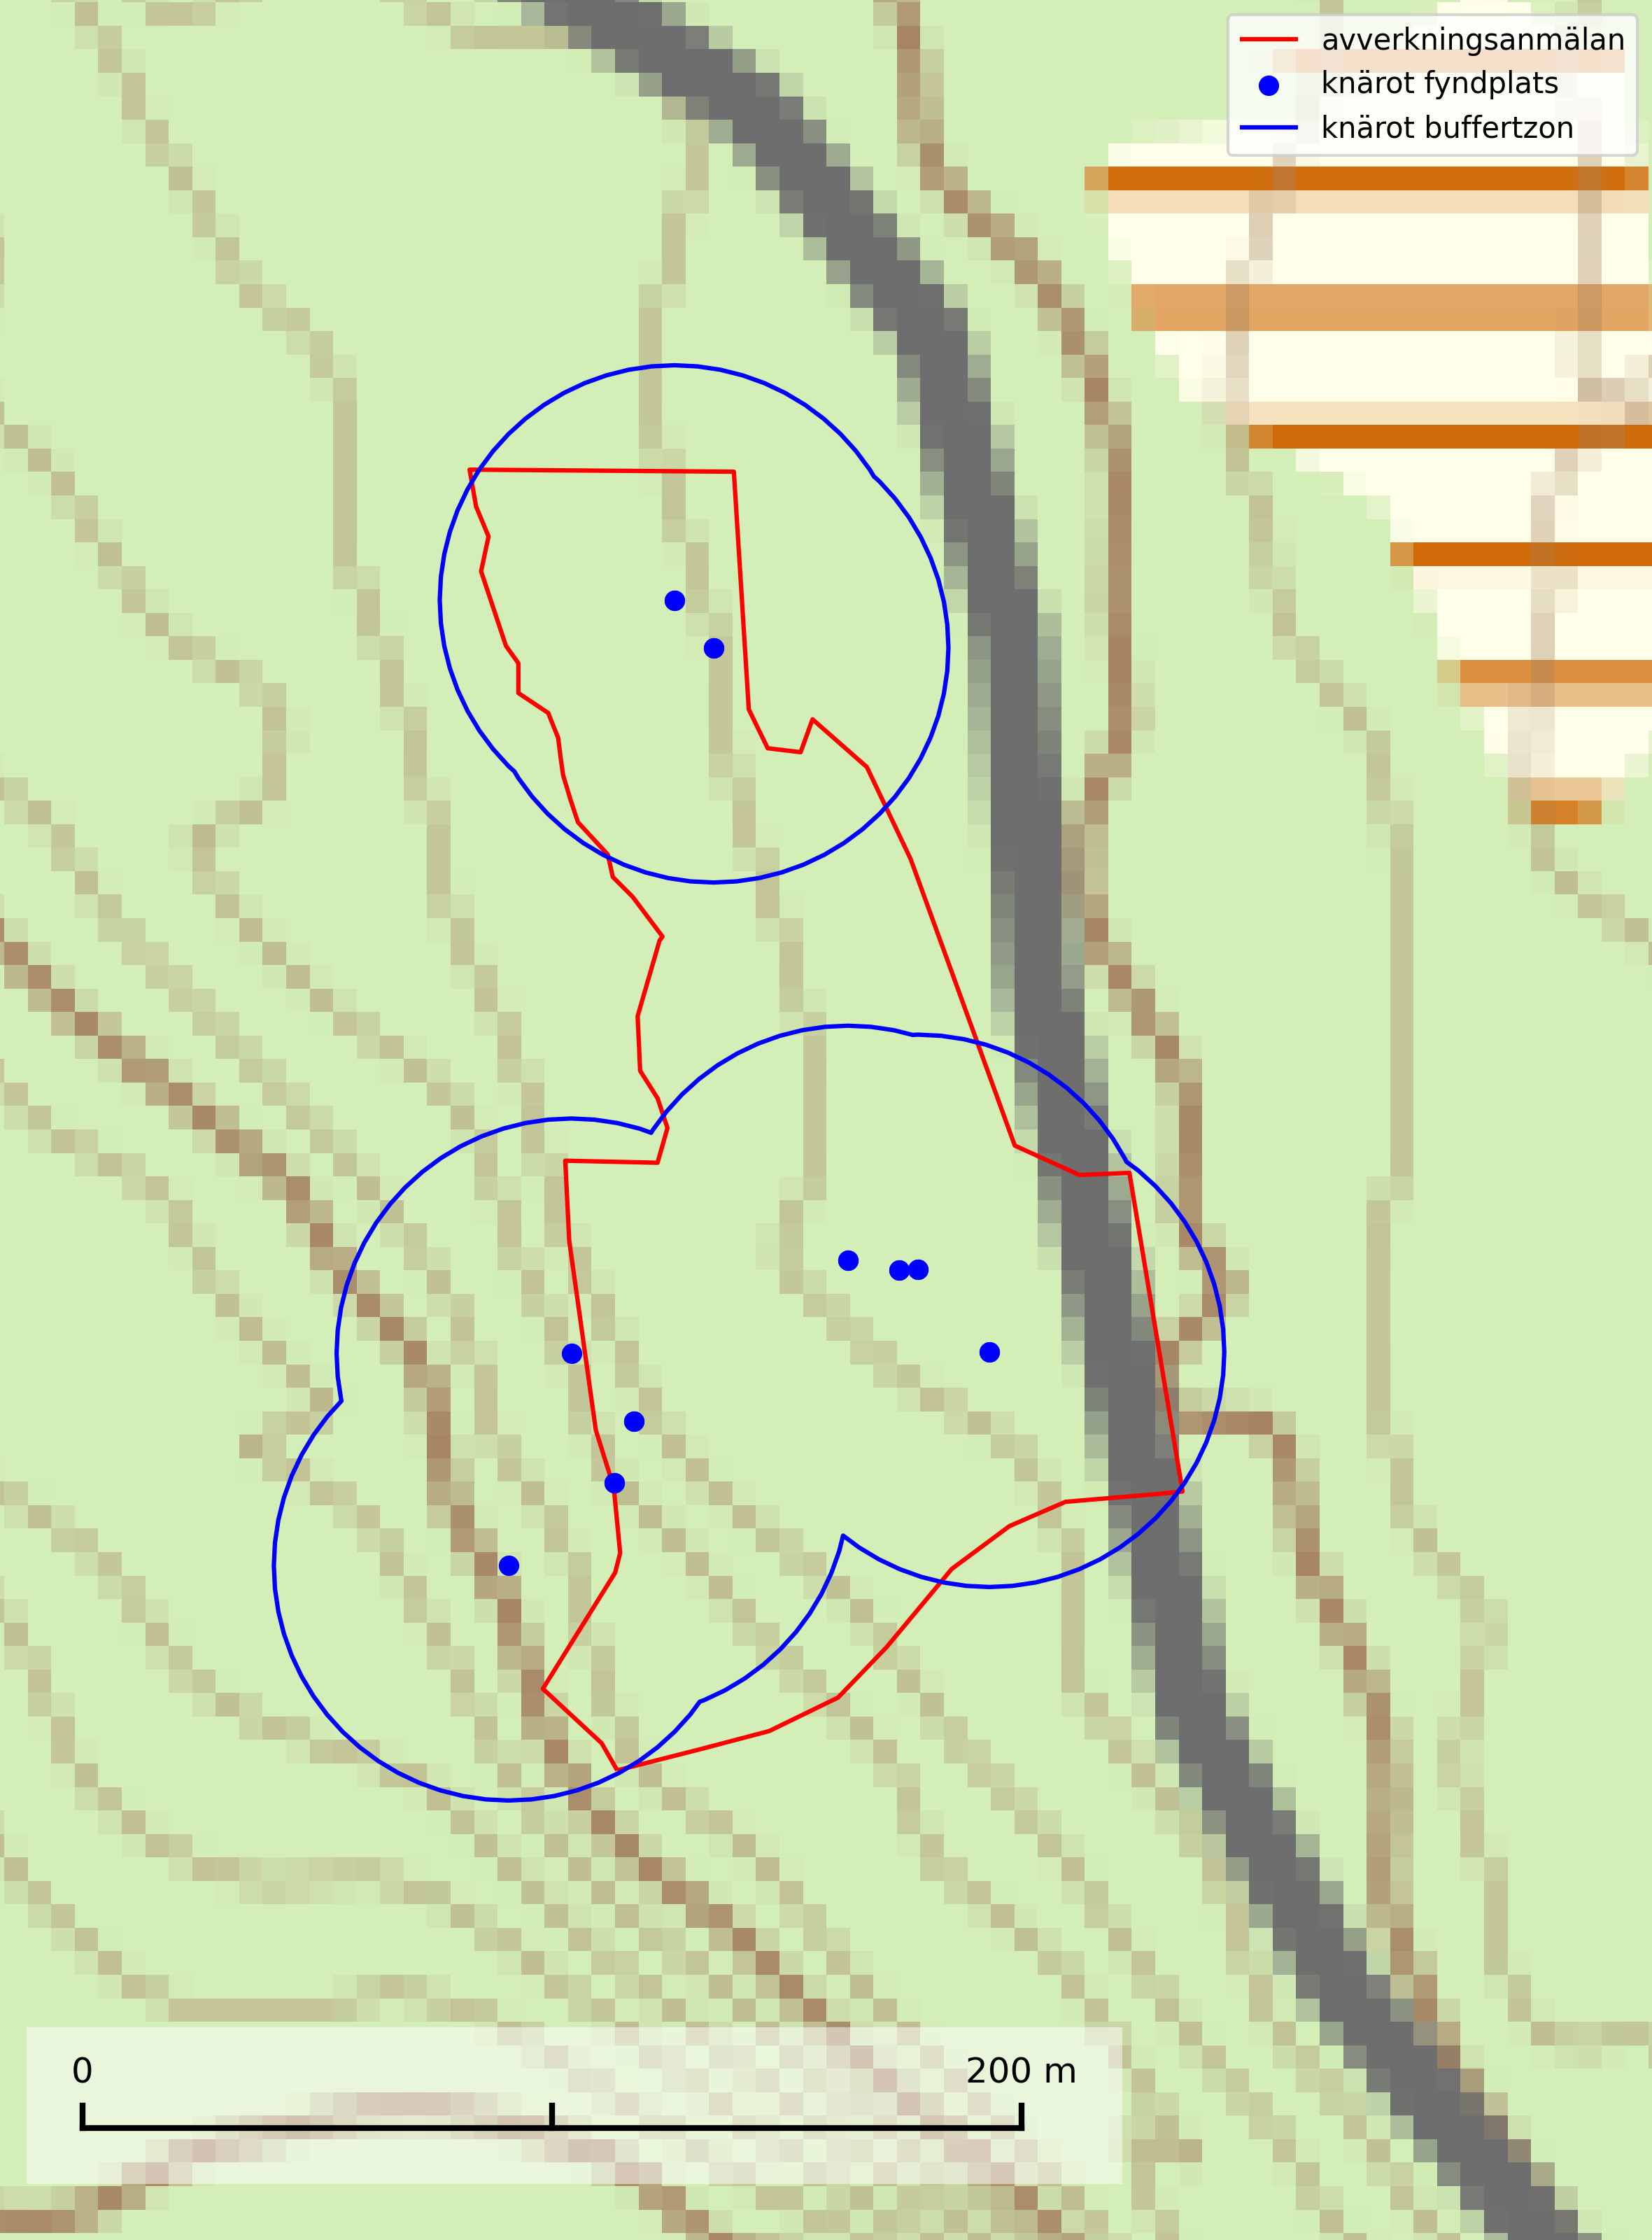 avverkningsanmälan
knärot fyndplats
knärot buffertzon
0 200 m